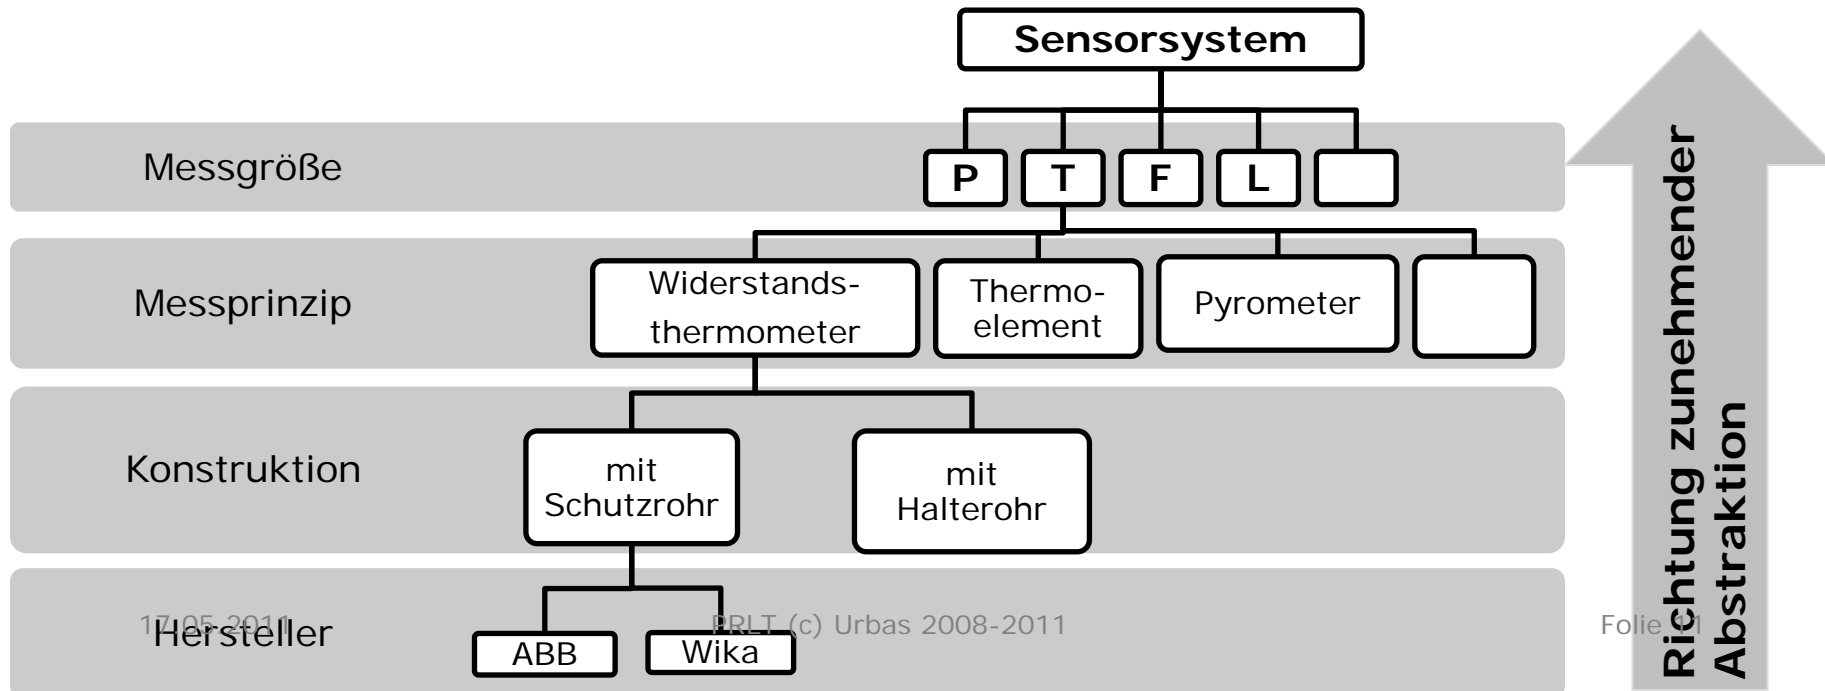 Sensorsystem
Messgröße
P T F L
Messprinzip
Widerstands-
thermometer
Thermo-
element
Pyrometer
Konstruktion
mit
Schutzrohr
mit
Halterohr
Hersteller
ABB
Wika
Richtung zunehmender
Abstraktion
17.05.2011
PRLT (c) Urbas 2008-2011
Folie 11